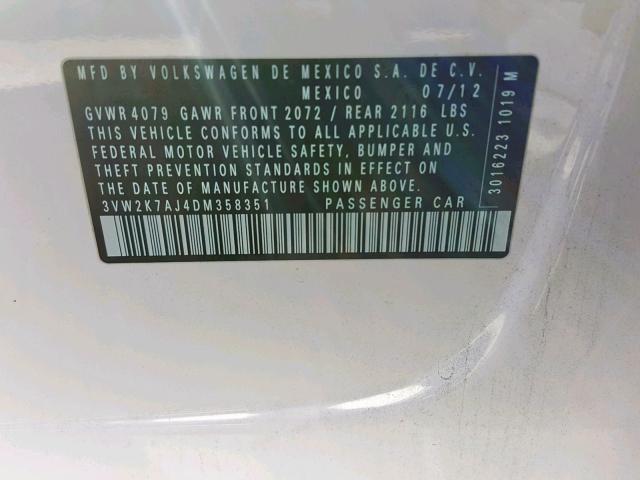 MFD BY VOLKSWAGEN DE MEXICO S.A. DE C.V.
MEXICO 07/12
GVWR 4079 GAWR FRONT 2072 / REAR 2116 LBS
THIS VEHICLE CONFORMS TO ALL APPLICABLE U.S.
FEDERAL MOTOR VEHICLE SAFETY, BUMPER AND
THEFT PREVENTION STANDARDS IN EFFECT ON
THE DATE OF MANUFACTURE SHOWN ABOVE.
3VW2K7AJ4DM358351 PASSENGER CAR
3016223 1019 M